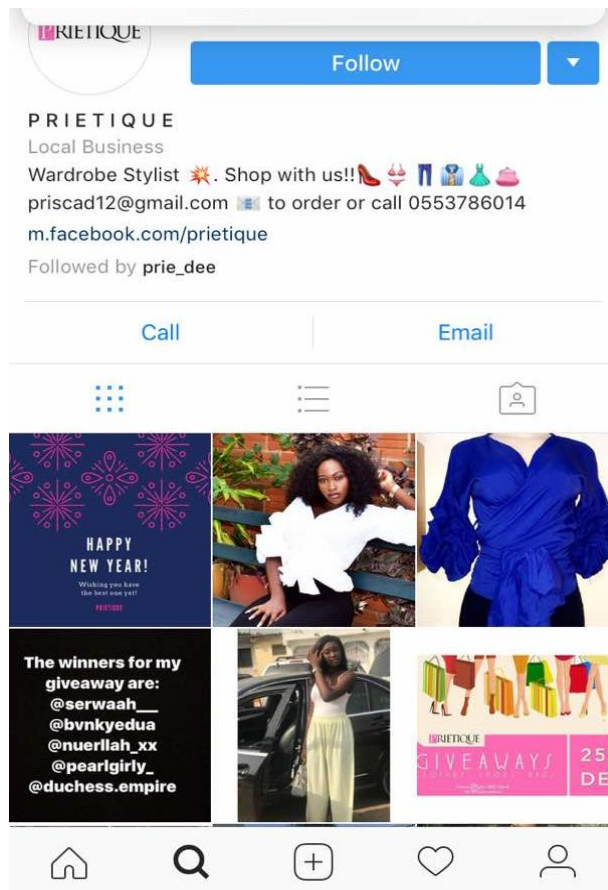 PRIETIQUE
Follow
PRIETIQUE
Local Business
Wardrobe Stylist 💥. Shop with us!!👠👙👖👔👗👛
priscad12@gmail.com 📧 to order or call 0553786014
m.facebook.com/prietique
Followed by prie_dee
Call
Email
HAPPY
NEW YEAR!
Wishing you have
the best one yet!
PRIETIQUE
The winners for my
giveaway are:
@serwaah___
@bvnkyedua
@nuerllah_xx
@pearlgirly_
@duchess.empire
PRIETIQUE
GIVEAWAYS
25
DE